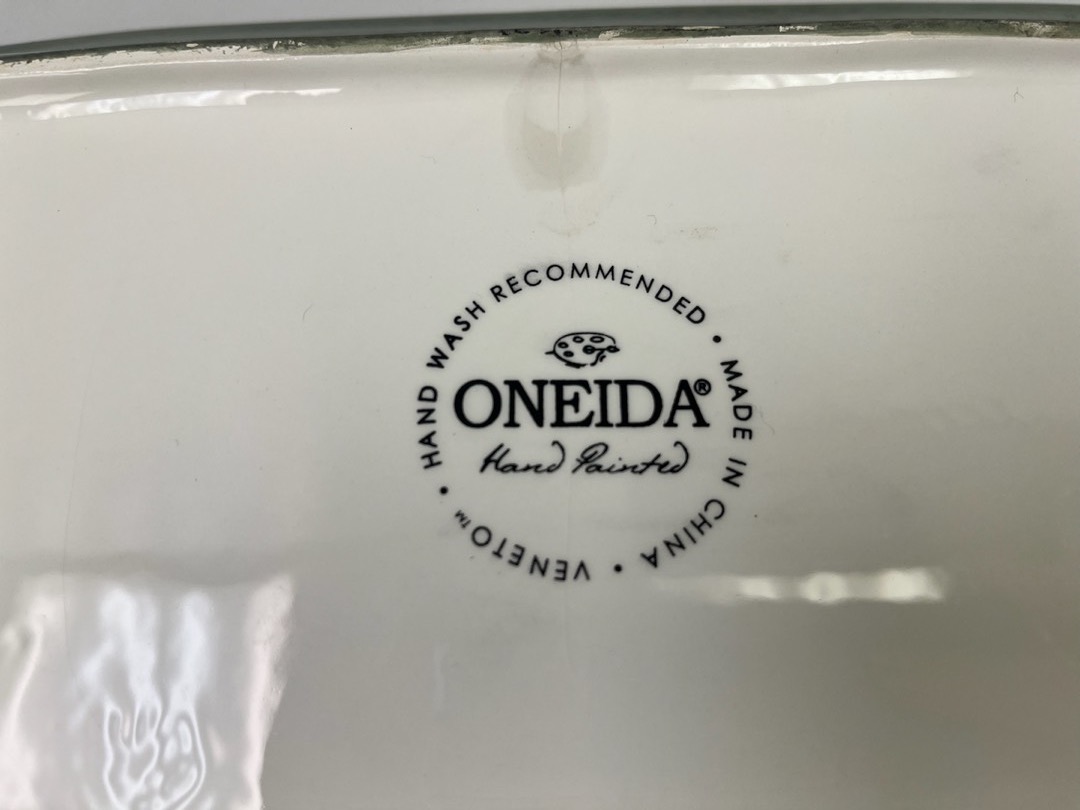 HAND WASH RECOMMENDED • MADE IN CHINA • VENETO™ •
ONEIDA®
Hand Painted